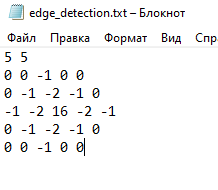 edge_detection.txt – Блокнот
Файл Правка Формат Вид Спр
5 5
0 0 -1 0 0
0 -1 -2 -1 0
-1 -2 16 -2 -1
0 -1 -2 -1 0
0 0 -1 0 0